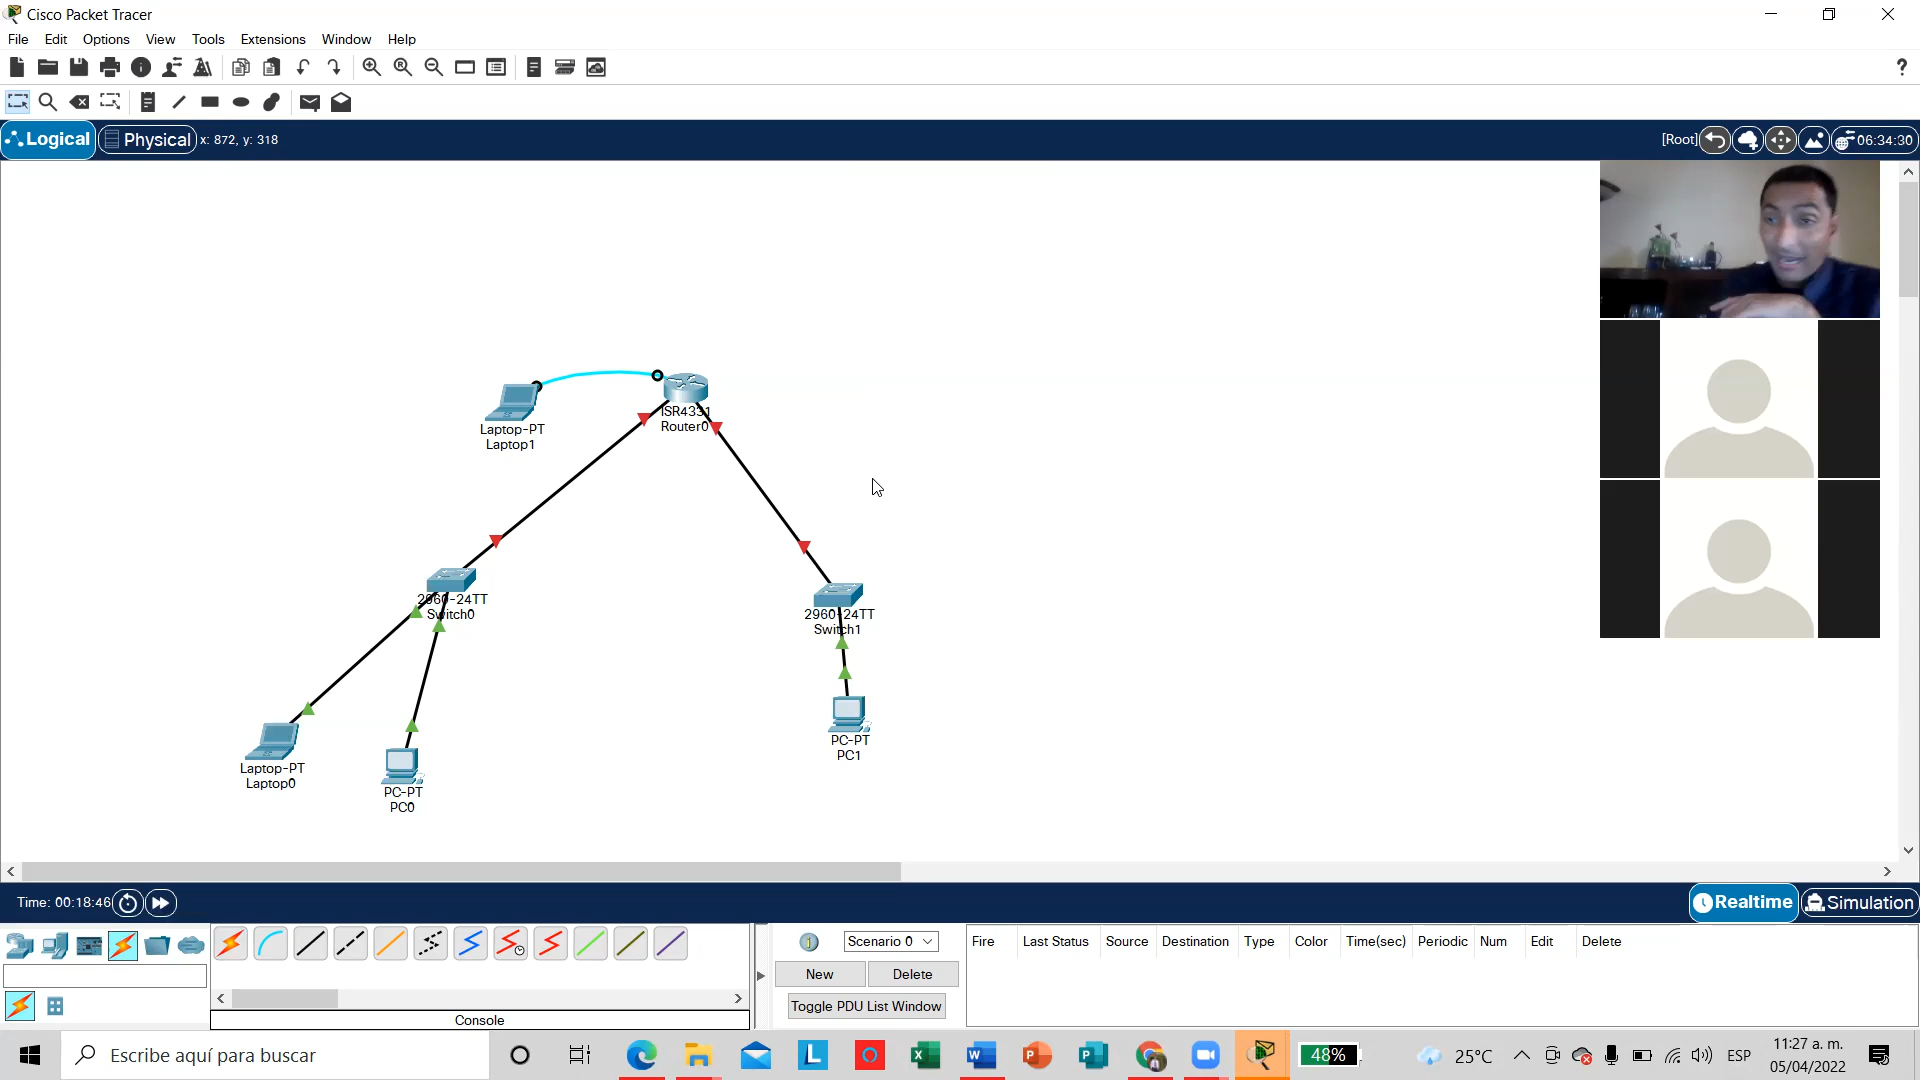 Cisco Packet Tracer
File Edit Options View Tools Extensions Window Help
?
Logical Physical x: 872, y: 318 [Root] 06:34:30
Laptop-PT
Laptop1
ISR4331
Router0
2960-24TT
Switch0
2960-24TT
Switch1
Laptop-PT
Laptop0
PC-PT
PC0
PC-PT
PC1
Time: 00:18:46 Realtime Simulation
Scenario 0
New Delete
Toggle PDU List Window
Fire Last Status Source Destination Type Color Time(sec) Periodic Num Edit Delete
Console
Escribe aquí para buscar
48%
25°C
ESP
11:27 a. m.
05/04/2022